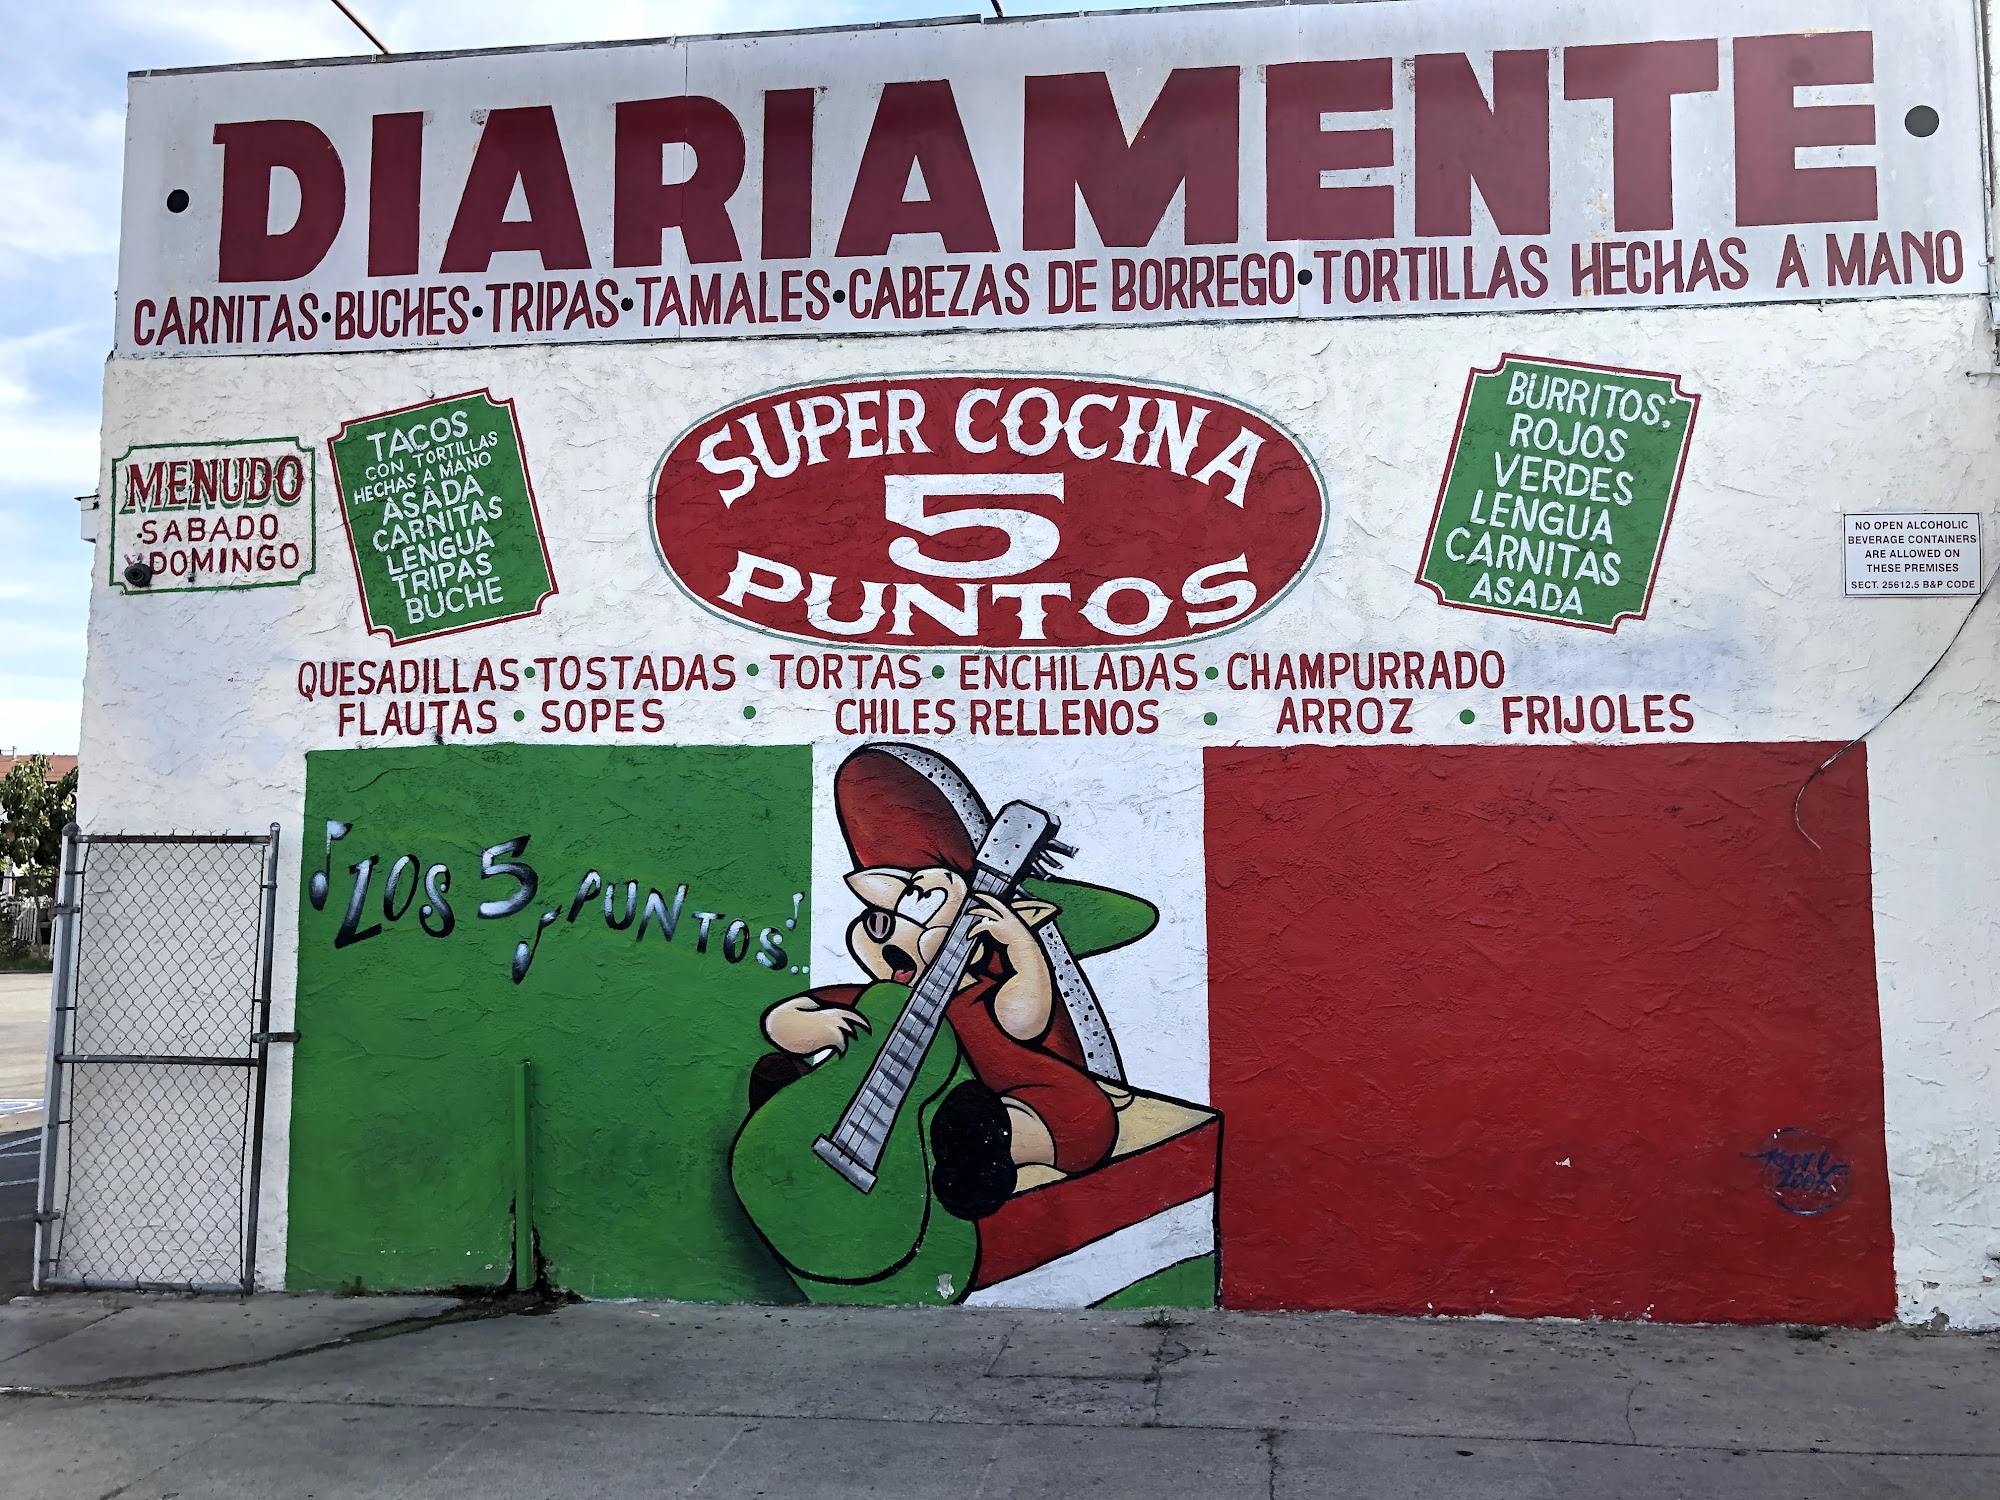 DIARIAMENTE
CARNITAS•BUCHES•TRIPAS•TAMALES•CABEZAS DE BORREGO•TORTILLAS HECHAS A MANO
MENUDO
SABADO
Y DOMINGO
TACOS
CON TORTILLAS
HECHAS A MANO
ASADA
CARNITAS
LENGUA
TRIPAS
BUCHE
SUPER COCINA
5
PUNTOS
BURRITOS:
ROJOS
VERDES
LENGUA
CARNITAS
ASADA
NO OPEN ALCOHOLIC
BEVERAGE CONTAINERS
ARE ALLOWED ON
THESE PREMISES
SECT. 25612.5 B&P CODE
QUESADILLAS•TOSTADAS•TORTAS•ENCHILADAS•CHAMPURRADO
FLAUTAS•SOPES•CHILES RELLENOS•ARROZ•FRIJOLES
LOS 5 PUNTOS..